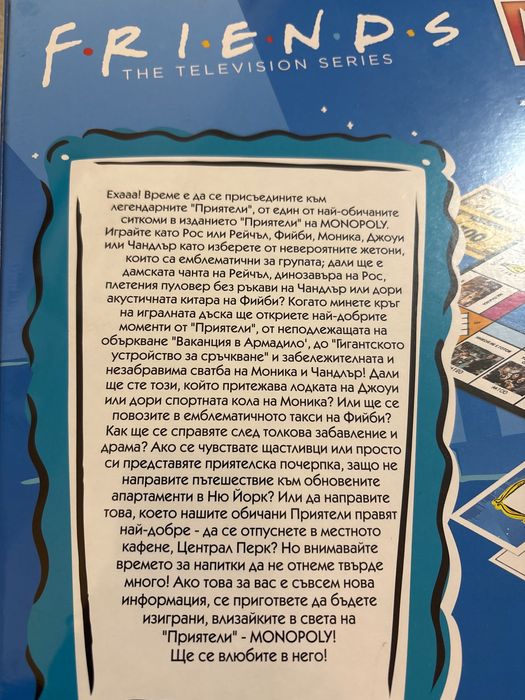 F·R·I·E·N·D·S
THE TELEVISION SERIES
Ехааа! Време е да се присъедините към
легендарните "Приятели", от един от най-обичаните
ситкоми в изданието "Приятели" на MONOPOLY.
Играйте като Рос или Рейчъл, Фийби, Моника, Джоуи
или Чандлър като изберете от невероятните жетони,
които са емблематични за групата; дали ще е
дамската чанта на Рейчъл, динозавъра на Рос,
плетения пуловер без ръкави на Чандлър или дори
акустичната китара на Фийби? Когато минете кръг
на игралната дъска ще откриете най-добрите
моменти от "Приятели", от неподлежащата на
объркване "Ваканция в Армадило', до "Гигантското
устройство за сръчкване" и забележителната и
незабравима сватба на Моника и Чандлър! Дали
ще сте този, който притежава лодката на Джоуи
или дори спортната кола на Моника? Или ще се
повозите в емблематичното такси на Фийби?
Как ще се справяте след толкова забавление и
драма? Ако се чувствате щастливци или просто
си представяте приятелска почерпка, защо не
направите пътешествие към обновените
апартаменти в Ню Йорк? Или да направите
това, което нашите обичани Приятели правят
най-добре - да се отпуснете в местното
кафене, Централ Перк? Но внимавайте
времето за напитки да не отнеме твърде
много! Ако това за вас е съвсем нова
информация, се пригответе да бъдете
изиграни, влизайките в света на
"Приятели" - MONOPOLY!
Ще се влюбите в него!